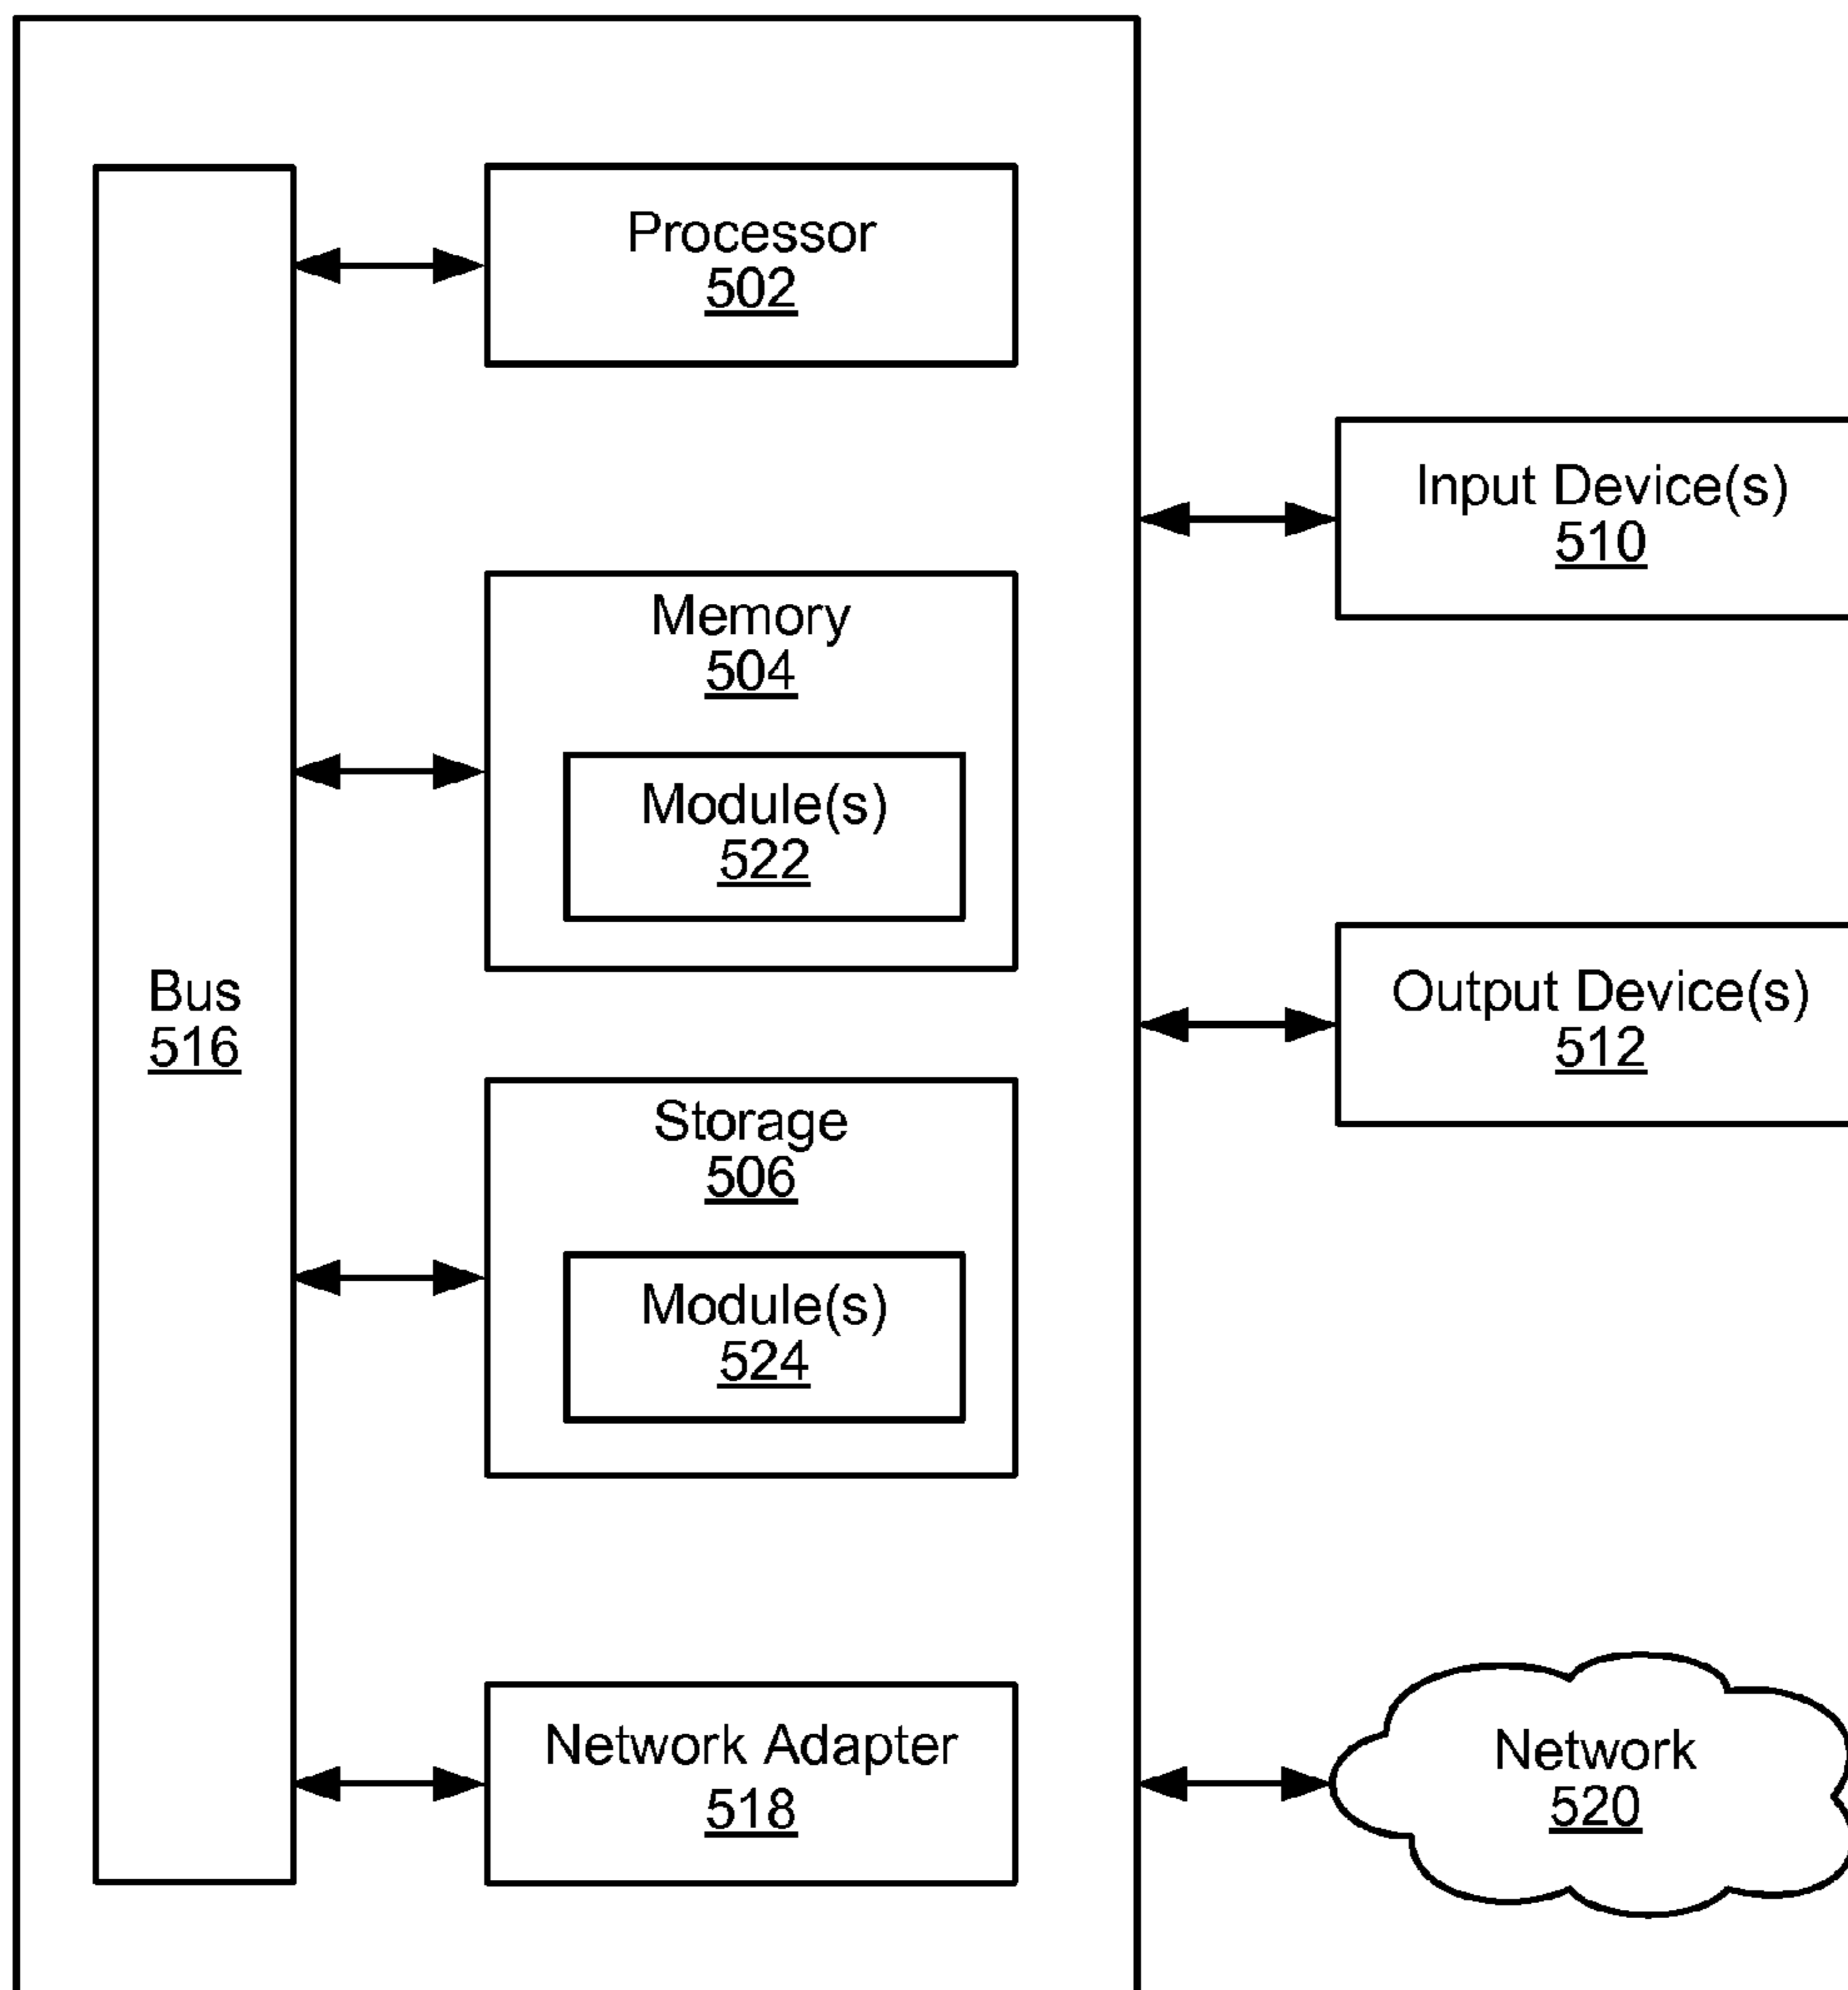 Processor
502
Input Device(s)
510
Memory
504
Module(s)
522
Bus
516
Output Device(s)
512
Storage
506
Module(s)
524
Network Adapter
518
Network
520